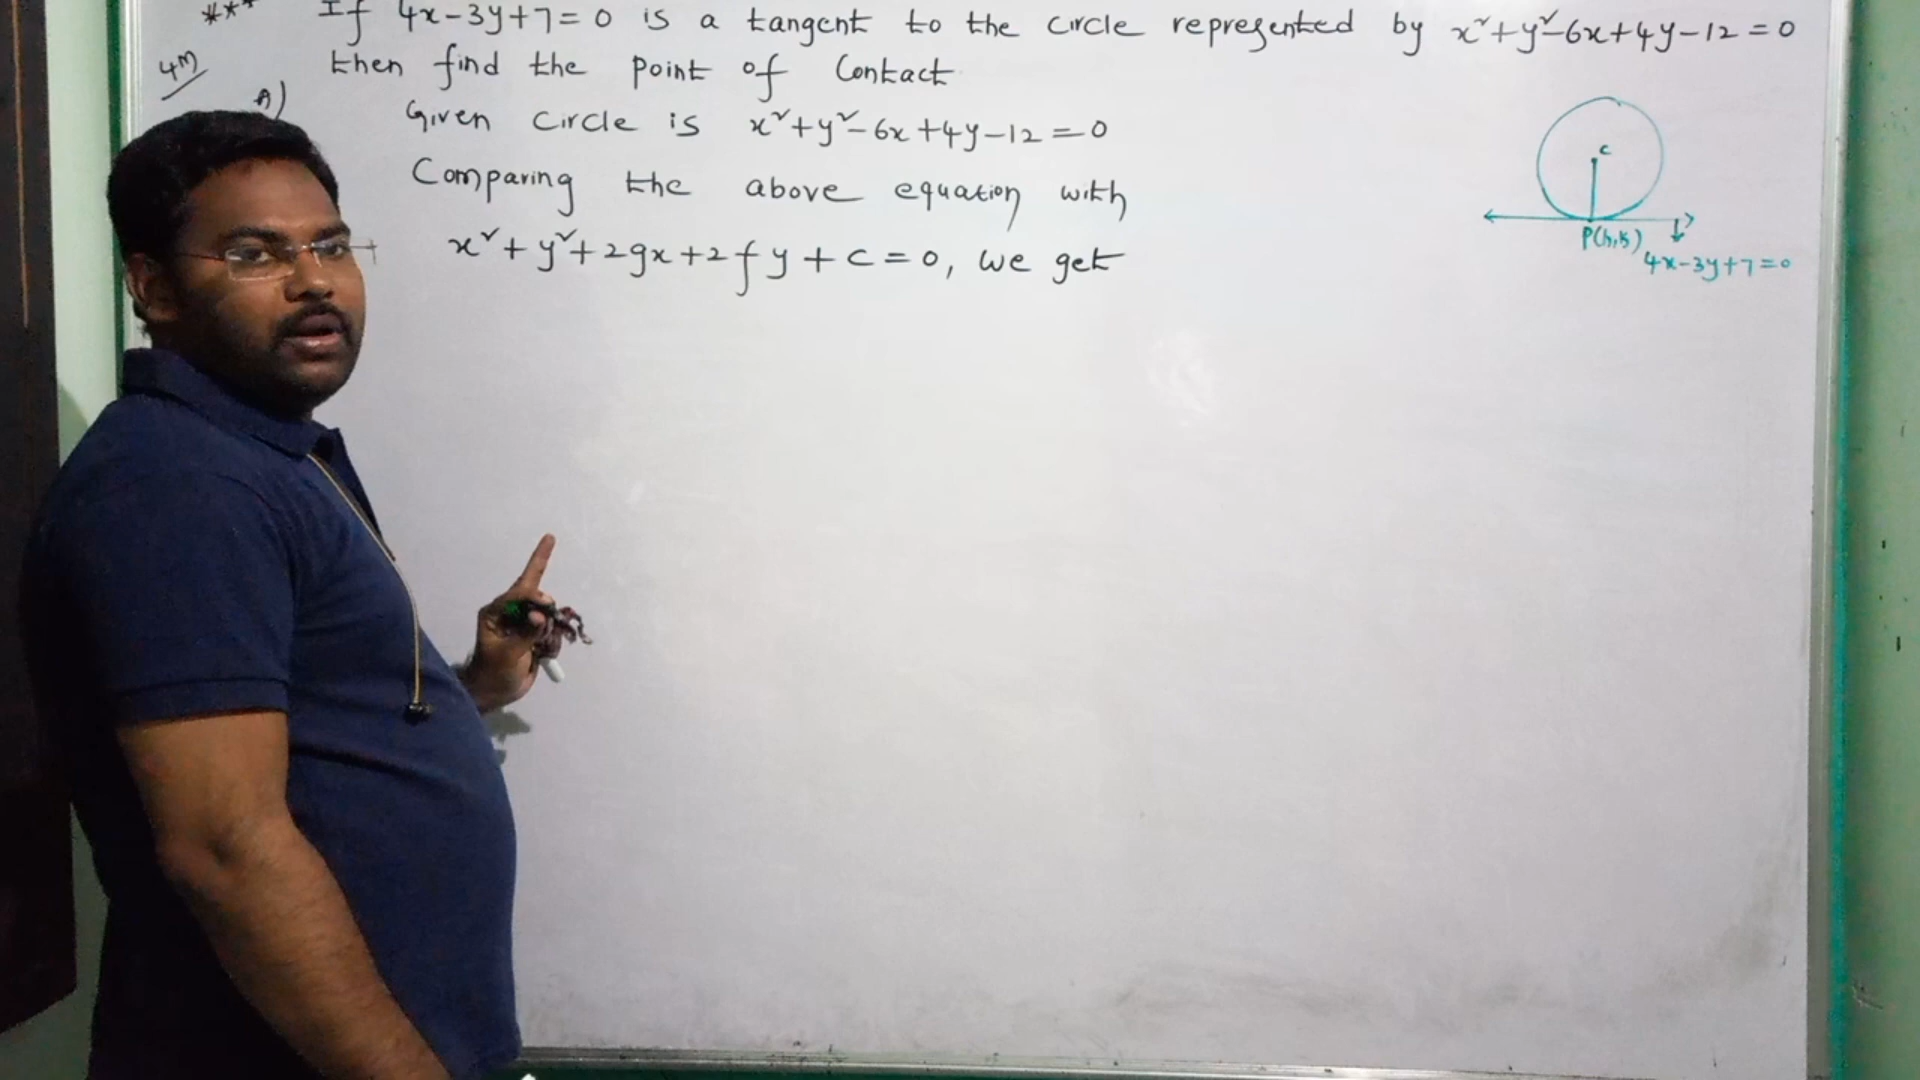 *** If 4x-3y+7=0 is a tangent to the circle represented by x²+y²-6x+4y-12=0
4M then find the point of Contact
A) Given circle is x²+y²-6x+4y-12=0
Comparing the above equation with
x²+y²+2gx+2fy+c=0, we get
c
P(h,k)
4x-3y+7=0